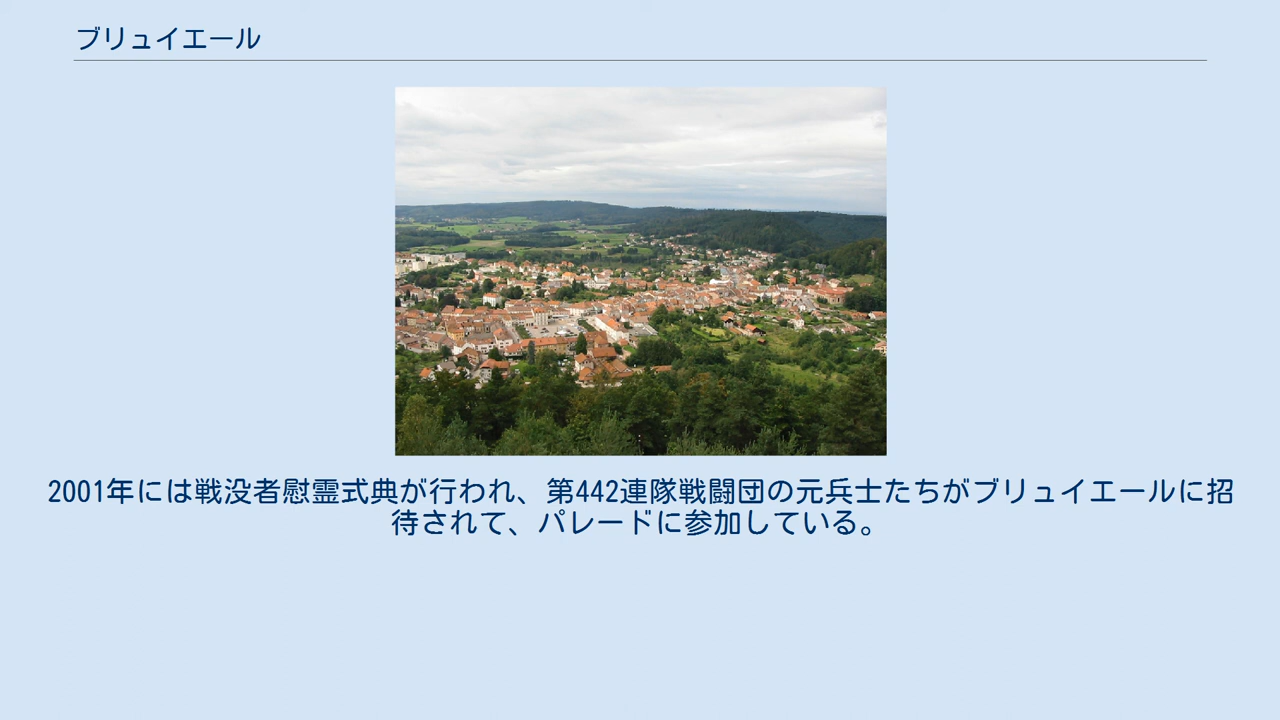 ブリュイエール
2001年には戦没者慰霊式典が行われ、第442連隊戦闘団の元兵士たちがブリュイエールに招
待されて、パレードに参加している。